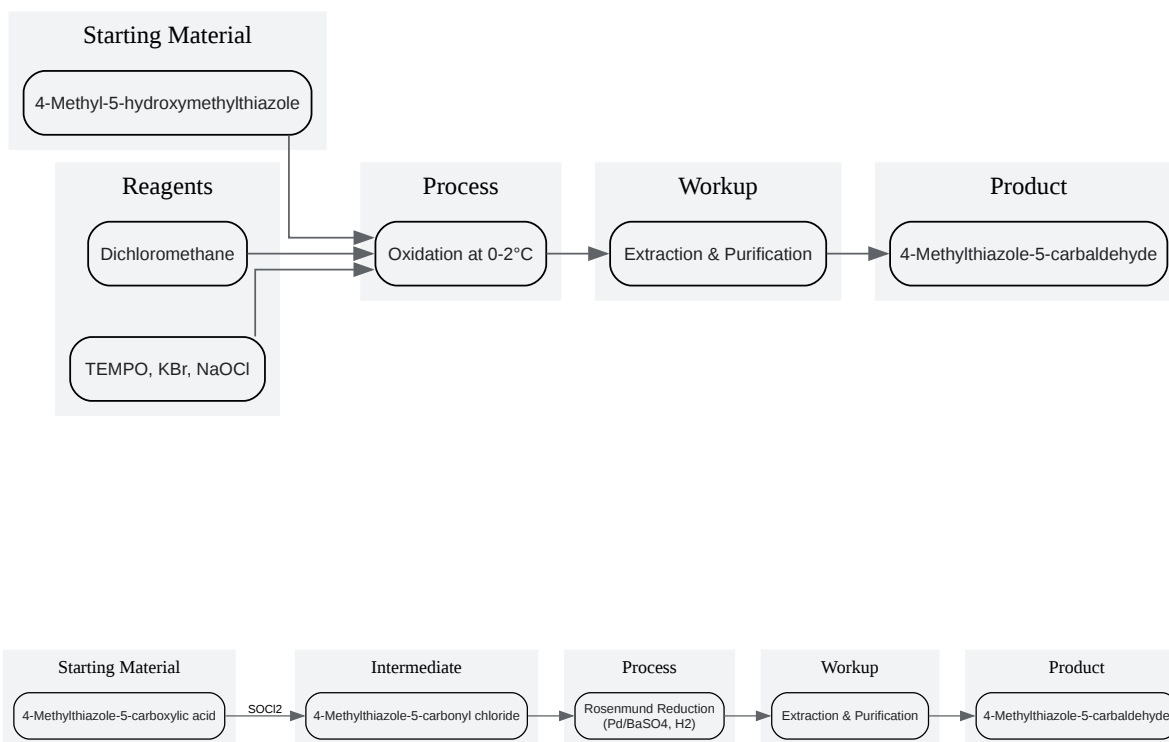 Starting Material
4-Methyl-5-hydroxymethylthiazole
Reagents
Process
Workup
Product
Dichloromethane
Oxidation at 0-2°C
Extraction & Purification
4-Methylthiazole-5-carbaldehyde
TEMPO, KBr, NaOCl
Starting Material
Intermediate
Process
Workup
Product
4-Methylthiazole-5-carboxylic acid
SOCl2
4-Methylthiazole-5-carbonyl chloride
Rosenmund Reduction
(Pd/BaSO4, H2)
Extraction & Purification
4-Methylthiazole-5-carbaldehyde